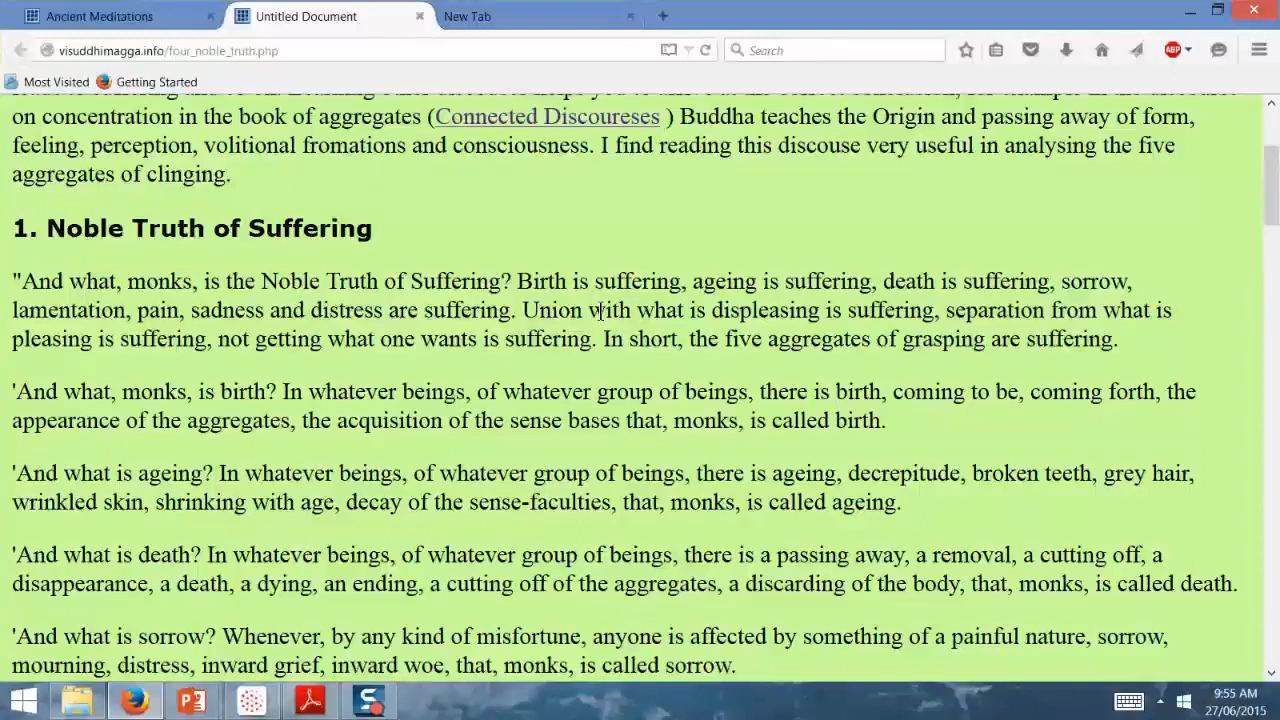 Ancient Meditations
Untitled Document
New Tab
visuddhimagga.info/four_noble_truth.php
Search
ABP
Most Visited
Getting Started
on concentration in the book of aggregates (Connected Discoureses ) Buddha teaches the Origin and passing away of form,
feeling, perception, volitional fromations and consciousness. I find reading this discouse very useful in analysing the five
aggregates of clinging.
1. Noble Truth of Suffering
"And what, monks, is the Noble Truth of Suffering? Birth is suffering, ageing is suffering, death is suffering, sorrow,
lamentation, pain, sadness and distress are suffering. Union with what is displeasing is suffering, separation from what is
pleasing is suffering, not getting what one wants is suffering. In short, the five aggregates of grasping are suffering.
'And what, monks, is birth? In whatever beings, of whatever group of beings, there is birth, coming to be, coming forth, the
appearance of the aggregates, the acquisition of the sense bases that, monks, is called birth.
'And what is ageing? In whatever beings, of whatever group of beings, there is ageing, decrepitude, broken teeth, grey hair,
wrinkled skin, shrinking with age, decay of the sense-faculties, that, monks, is called ageing.
'And what is death? In whatever beings, of whatever group of beings, there is a passing away, a removal, a cutting off, a
disappearance, a death, a dying, an ending, a cutting off of the aggregates, a discarding of the body, that, monks, is called death.
'And what is sorrow? Whenever, by any kind of misfortune, anyone is affected by something of a painful nature, sorrow,
mourning, distress, inward grief, inward woe, that, monks, is called sorrow.
9:55 AM
27/06/2015